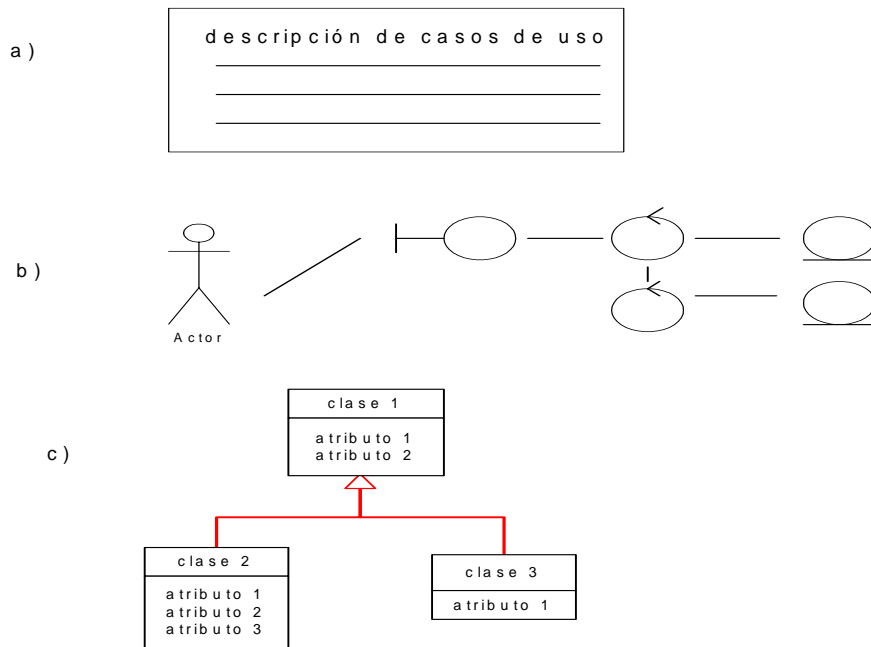 a)
descripción de casos de uso
b)
Actor
c)
clase 1
atributo 1
atributo 2
clase 2
atributo 1
atributo 2
atributo 3
clase 3
atributo 1